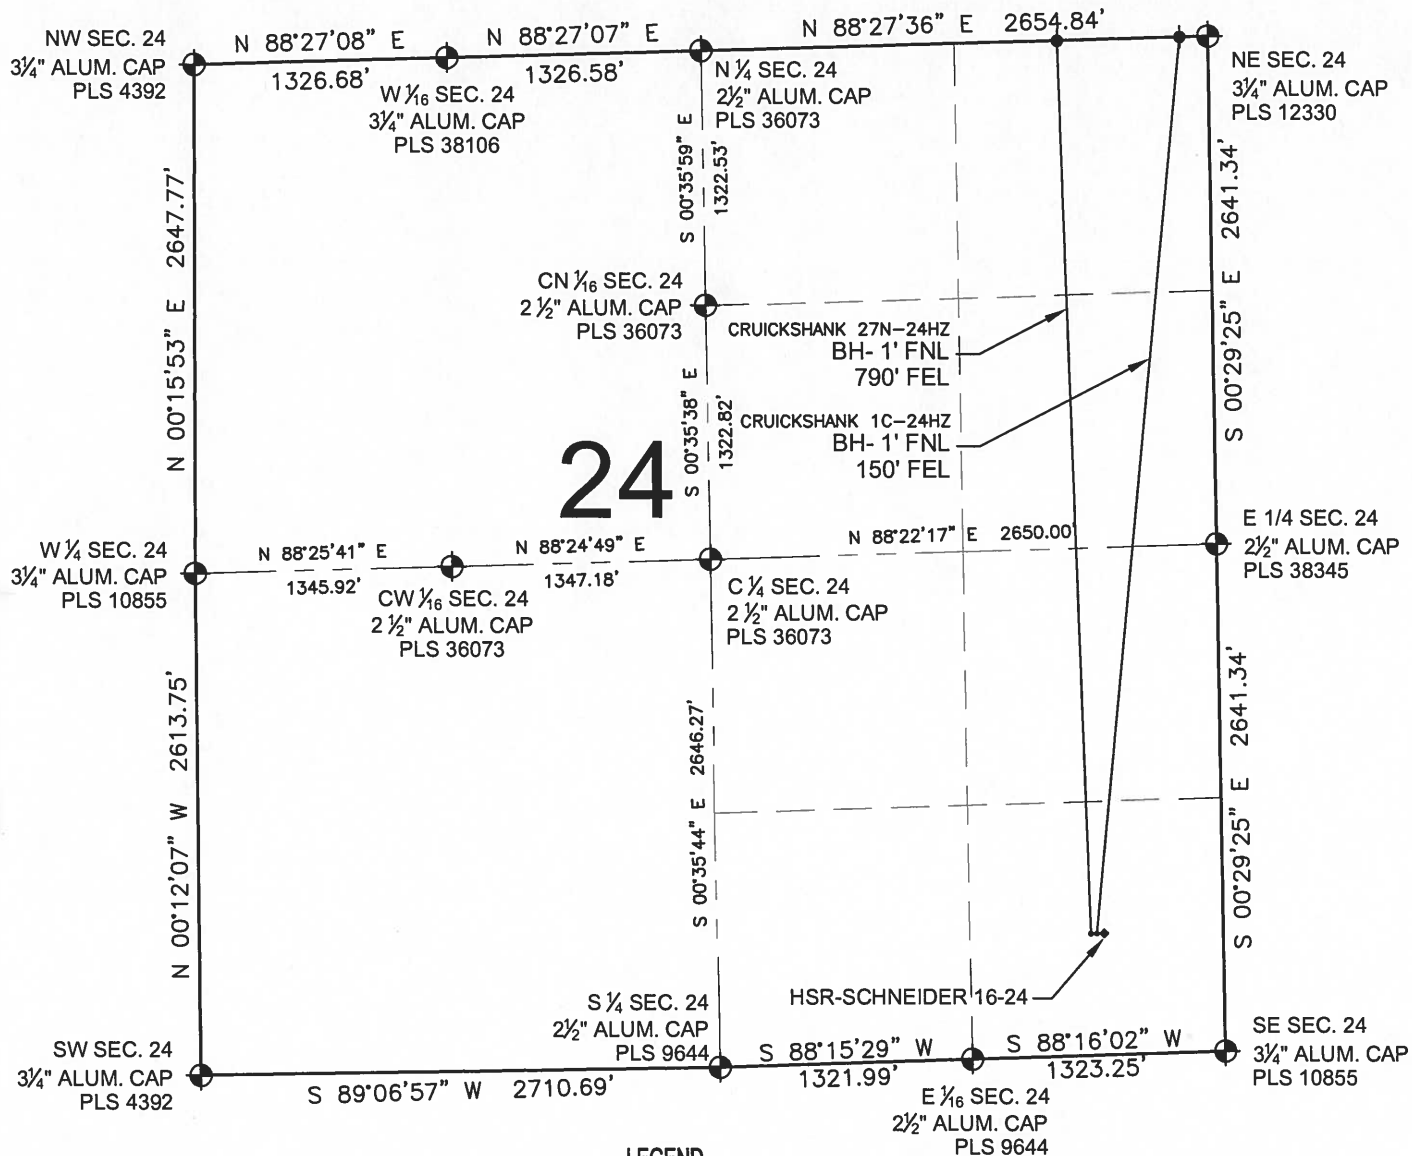 NW SEC. 24
3¼" ALUM. CAP
PLS 4392
N 88°27'08" E
1326.68'
W 1/16 SEC. 24
3¼" ALUM. CAP
PLS 38106
N 88°27'07" E
1326.58'
N ¼ SEC. 24
2½" ALUM. CAP
PLS 36073
N 88°27'36" E 2654.84'
NE SEC. 24
3¼" ALUM. CAP
PLS 12330
N 00°15'53" E 2647.77'
S 00°35'59" E
1322.53'
S 00°29'25" E 2641.34'
CN 1/16 SEC. 24
2 ½" ALUM. CAP
PLS 36073
CRUICKSHANK 27N-24HZ
BH- 1' FNL
790' FEL
CRUICKSHANK 1C-24HZ
BH- 1' FNL
150' FEL
24
S 00°35'38" E
1322.82'
W ¼ SEC. 24
3¼" ALUM. CAP
PLS 10855
N 88°25'41" E
1345.92'
CW 1/16 SEC. 24
2 ½" ALUM. CAP
PLS 36073
N 88°24'49" E
1347.18'
C ¼ SEC. 24
2 ½" ALUM. CAP
PLS 36073
N 88°22'17" E 2650.00'
E 1/4 SEC. 24
2½" ALUM. CAP
PLS 38345
N 00°12'07" W 2613.75'
S 00°35'44" E 2646.27'
S 00°29'25" E 2641.34'
HSR-SCHNEIDER 16-24
SW SEC. 24
3¼" ALUM. CAP
PLS 4392
S 89°06'57" W 2710.69'
S ¼ SEC. 24
2½" ALUM. CAP
PLS 9644
S 88°15'29" W
1321.99'
E 1/16 SEC. 24
2½" ALUM. CAP
PLS 9644
S 88°16'02" W
1323.25'
SE SEC. 24
3¼" ALUM. CAP
PLS 10855
LEGEND